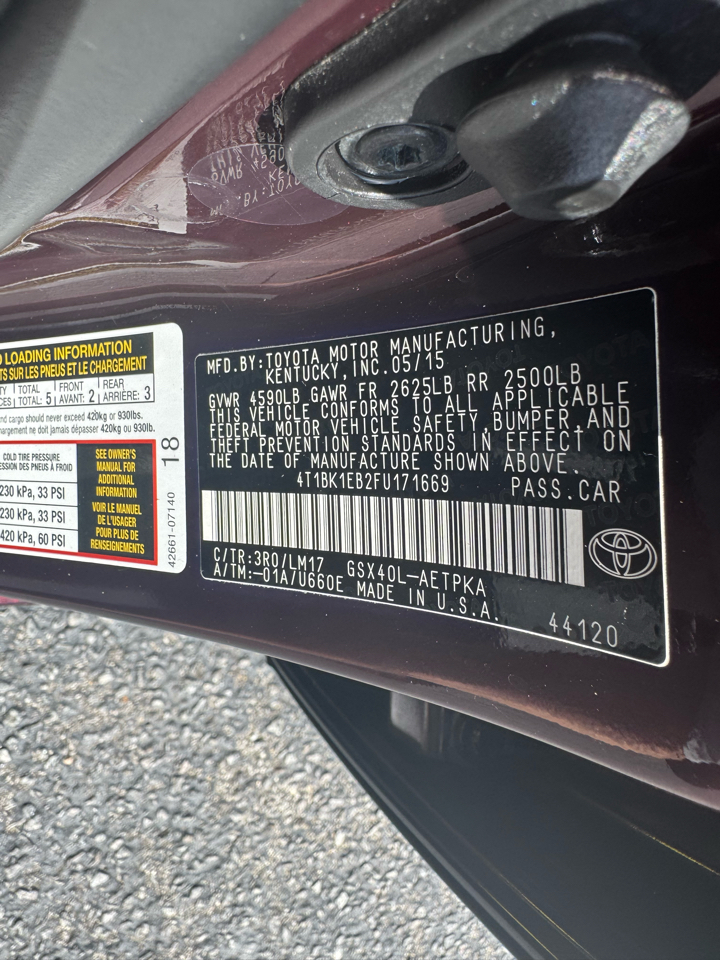 LOADING INFORMATION
SUR LES PNEUS ET LE CHARGEMENT
TOTAL 5 FRONT 2 REAR 3
TOTAL: AVANT: ARRIÈRE:
cargo should never exceed 420kg or 930lbs.
ne doit jamais dépasser 420kg ou 930lb.
COLD TIRE PRESSURE
DES PNEUS À FROID
230 kPa, 33 PSI
230 kPa, 33 PSI
420 kPa, 60 PSI
SEE OWNER'S
MANUAL FOR
ADDITIONAL
INFORMATION
VOIR LE MANUEL
DE L'USAGER
POUR PLUS DE
RENSEIGNEMENTS
42661-07140 18
MFD.BY:TOYOTA MOTOR MANUFACTURING,
KENTUCKY, INC.05/15
GVWR 4590LB GAWR FR 2625LB RR 2500LB
THIS VEHICLE CONFORMS TO ALL APPLICABLE
FEDERAL MOTOR VEHICLE SAFETY,BUMPER,AND
THEFT PREVENTION STANDARDS IN EFFECT ON
THE DATE OF MANUFACTURE SHOWN ABOVE.
4T1BK1EB2FU171669 PASS.CAR
C/TR:3R0/LM17 GSX40L-AETPKA
A/TM:-01A/U660E MADE IN U.S.A.
44120